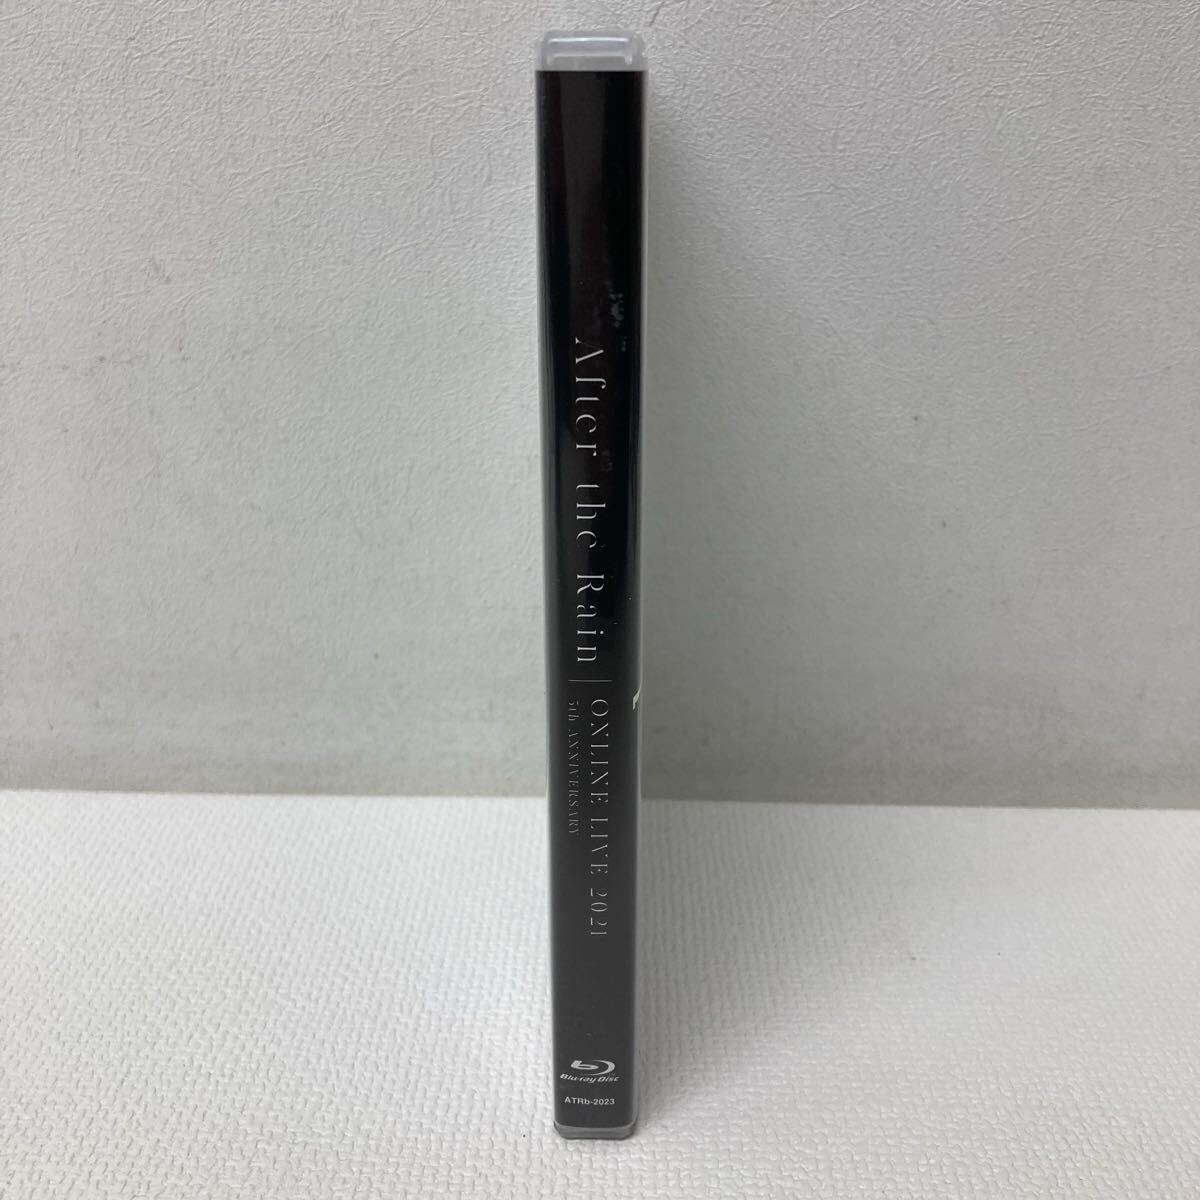 After the Rain
ONLINE LIVE 2021
5th ANNIVERSARY
Blu-ray Disc
ATRb-2023